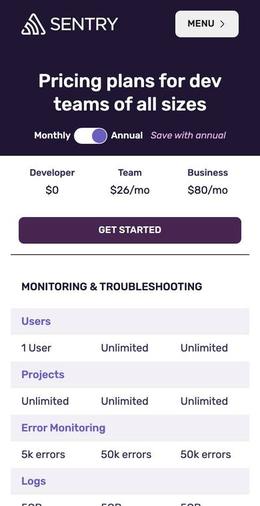 SENTRY
MENU
Pricing plans for dev
teams of all sizes
Monthly Annual Save with annual
Developer Team Business
$0 $26/mo $80/mo
GET STARTED
MONITORING & TROUBLESHOOTING
Users
1 User Unlimited Unlimited
Projects
Unlimited Unlimited Unlimited
Error Monitoring
5k errors 50k errors 50k errors
Logs